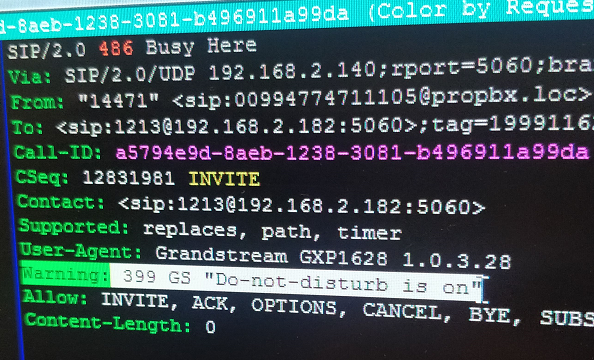 d-8aeb-1238-3081-b496911a99da (Color by Reques
SIP/2.0 486 Busy Here
Via: SIP/2.0/UDP 192.168.2.140;rport=5060;bra
From: "14471" <sip:00994774711105@propbx.loc>
To: <sip:1213@192.168.2.182:5060>;tag=19991162
Call-ID: a5794e9d-8aeb-1238-3081-b496911a99da
CSeq: 12831981 INVITE
Contact: <sip:1213@192.168.2.182:5060>
Supported: replaces, path, timer
User-Agent: Grandstream GXP1628 1.0.3.28
Warning: 399 GS "Do-not-disturb is on"
Allow: INVITE, ACK, OPTIONS, CANCEL, BYE, SUBS
Content-Length: 0